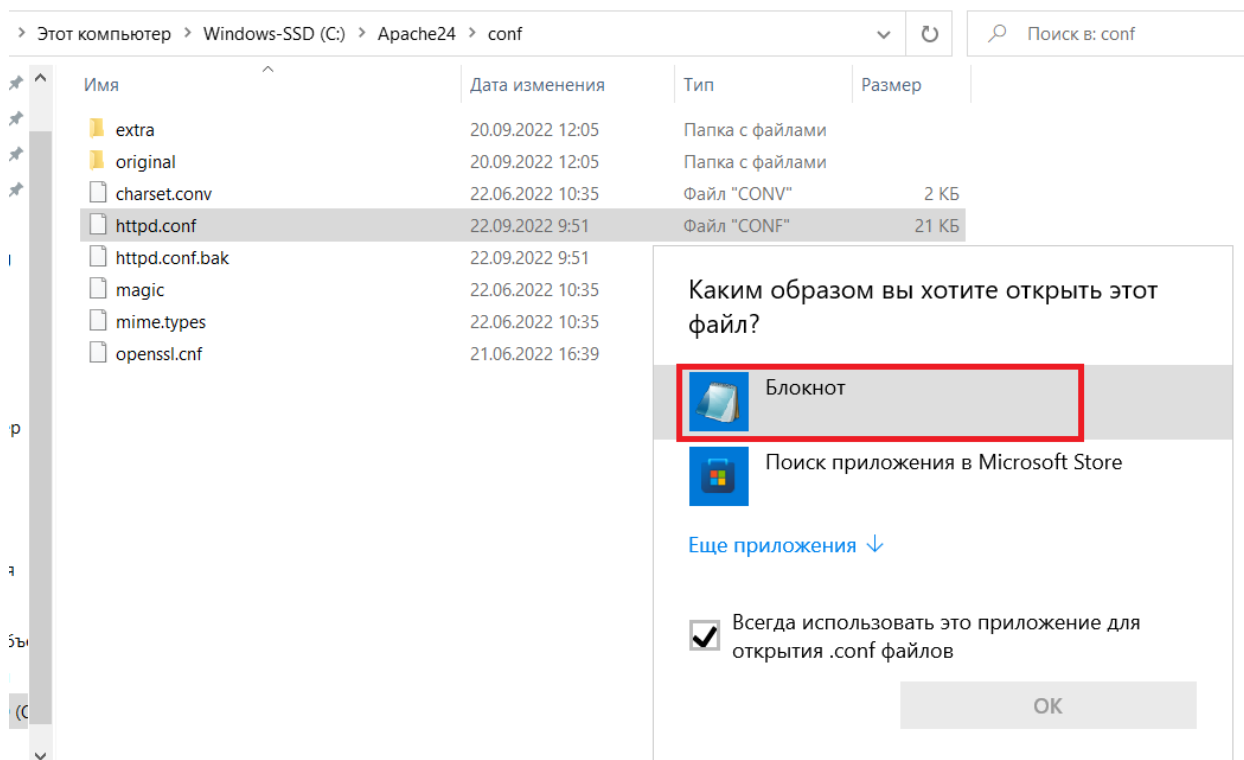 Этот компьютер > Windows-SSD (C:) > Apache24 > conf
Поиск в: conf
Имя Дата изменения Тип Размер
extra 20.09.2022 12:05 Папка с файлами
original 20.09.2022 12:05 Папка с файлами
charset.conv 22.06.2022 10:35 Файл "CONV" 2 КБ
httpd.conf 22.09.2022 9:51 Файл "CONF" 21 КБ
httpd.conf.bak 22.09.2022 9:51
magic 22.06.2022 10:35
mime.types 22.06.2022 10:35
openssl.cnf 21.06.2022 16:39
Каким образом вы хотите открыть этот
файл?
Блокнот
Поиск приложения в Microsoft Store
Еще приложения
Всегда использовать это приложение для
открытия .conf файлов
ОК